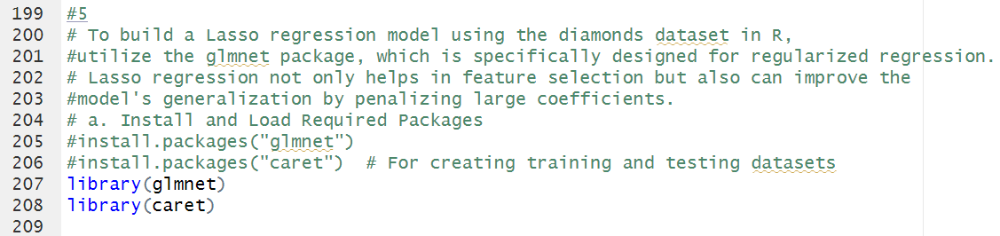 199 #5
200 # To build a Lasso regression model using the diamonds dataset in R,
201 #utilize the glmnet package, which is specifically designed for regularized regression.
202 # Lasso regression not only helps in feature selection but also can improve the
203 #model's generalization by penalizing large coefficients.
204 # a. Install and Load Required Packages
205 #install.packages("glmnet")
206 #install.packages("caret")  # For creating training and testing datasets
207 library(glmnet)
208 library(caret)
209